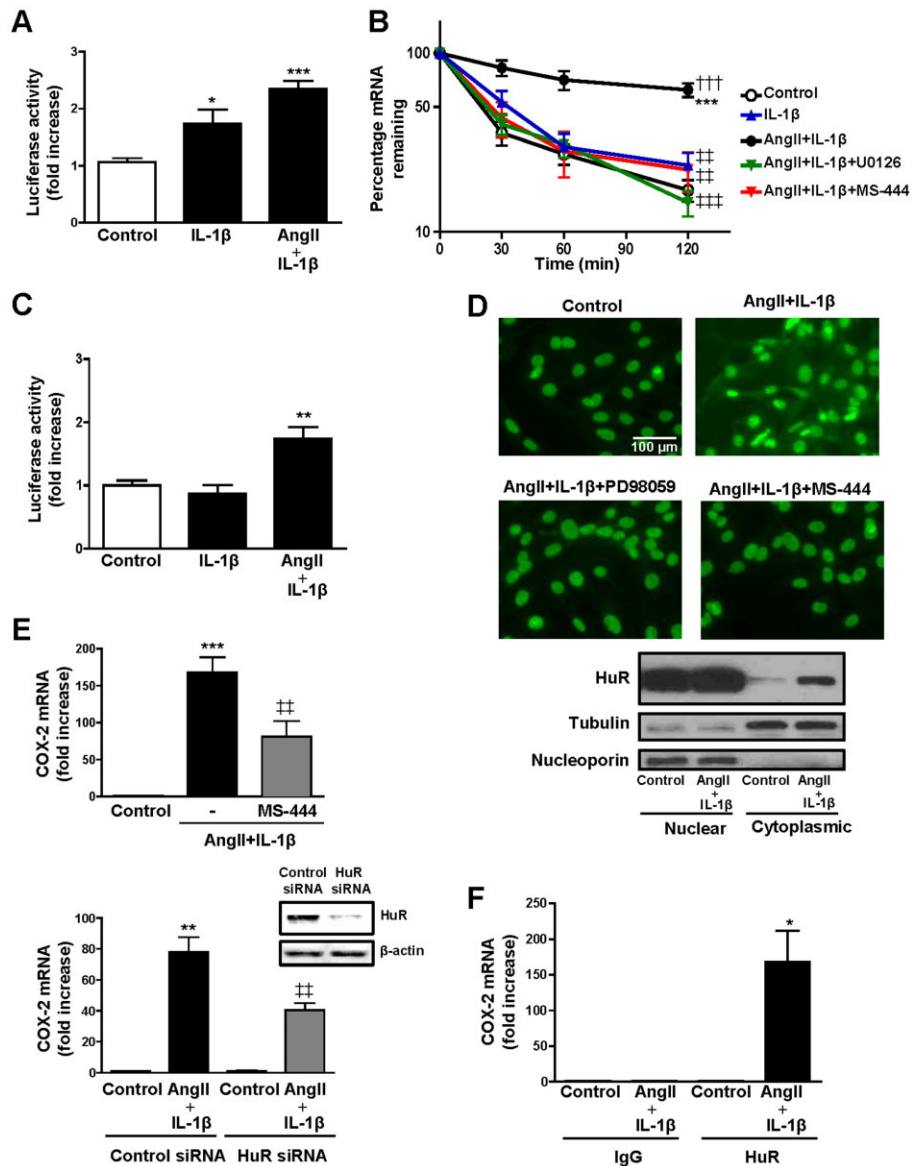 A
Luciferase activity
(fold increase)
3
2
1
0
***
*
Control
IL-1β
AngII
+
IL-1β
B
Percentage mRNA
remaining
100
50
10
†††
***
‡‡
‡‡
‡‡‡
0
30
60
90
120
Time (min)
Control
IL-1β
AngII+IL-1β
AngII+IL-1β+U0126
AngII+IL-1β+MS-444
C
Luciferase activity
(fold increase)
3
2
1
0
**
Control
IL-1β
AngII
+
IL-1β
D
Control
AngII+IL-1β
100 µm
AngII+IL-1β+PD98059
AngII+IL-1β+MS-444
HuR
Tubulin
Nucleoporin
Control
AngII
+
IL-1β
Control
AngII
+
IL-1β
Nuclear
Cytoplasmic
E
COX-2 mRNA
(fold increase)
200
150
100
50
0
***
‡‡
Control
-
MS-444
AngII+IL-1β
COX-2 mRNA
(fold increase)
100
80
60
40
20
0
**
‡‡
Control
siRNA
HuR
siRNA
HuR
β-actin
Control
AngII
+
IL-1β
Control
AngII
+
IL-1β
Control siRNA
HuR siRNA
F
COX-2 mRNA
(fold increase)
250
200
150
100
50
0
*
Control
AngII
+
IL-1β
Control
AngII
+
IL-1β
IgG
HuR